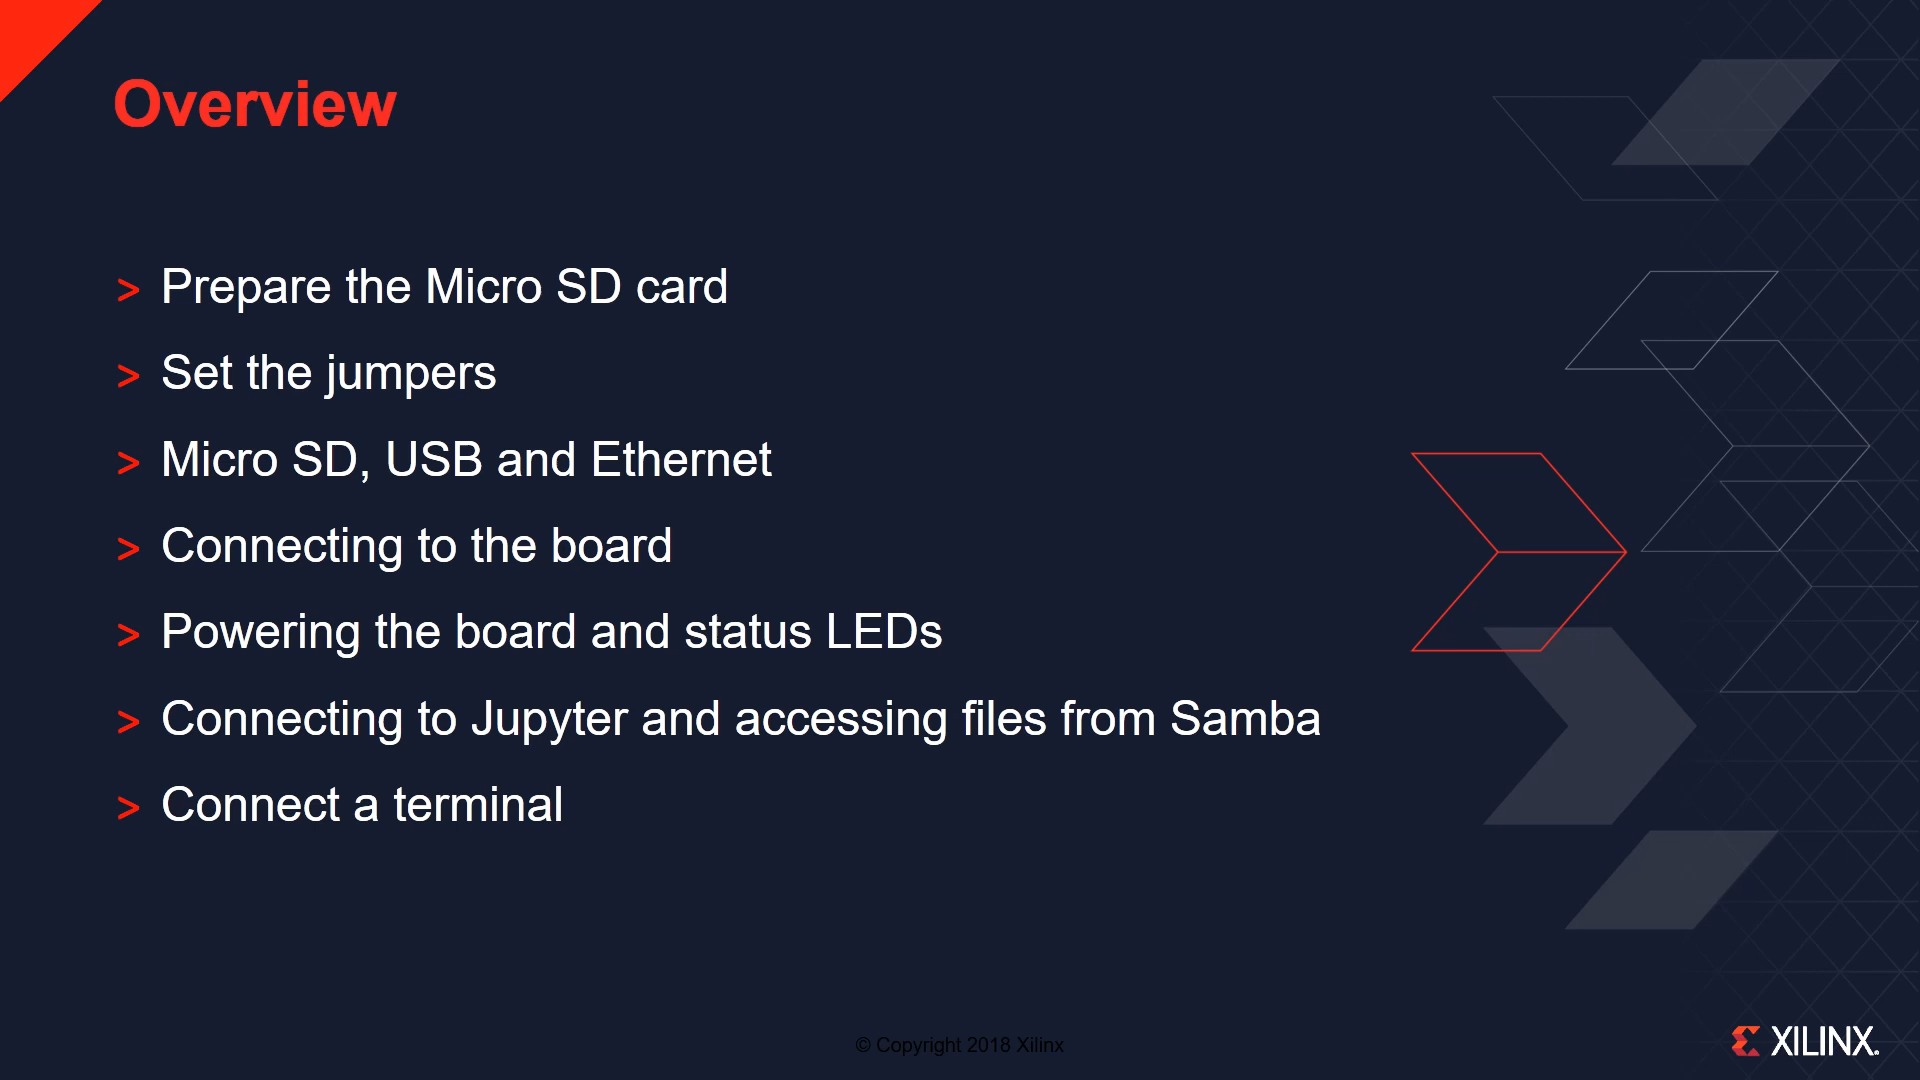 Overview
> Prepare the Micro SD card
> Set the jumpers
> Micro SD, USB and Ethernet
> Connecting to the board
> Powering the board and status LEDs
> Connecting to Jupyter and accessing files from Samba
> Connect a terminal
© Copyright 2018 Xilinx
XILINX.